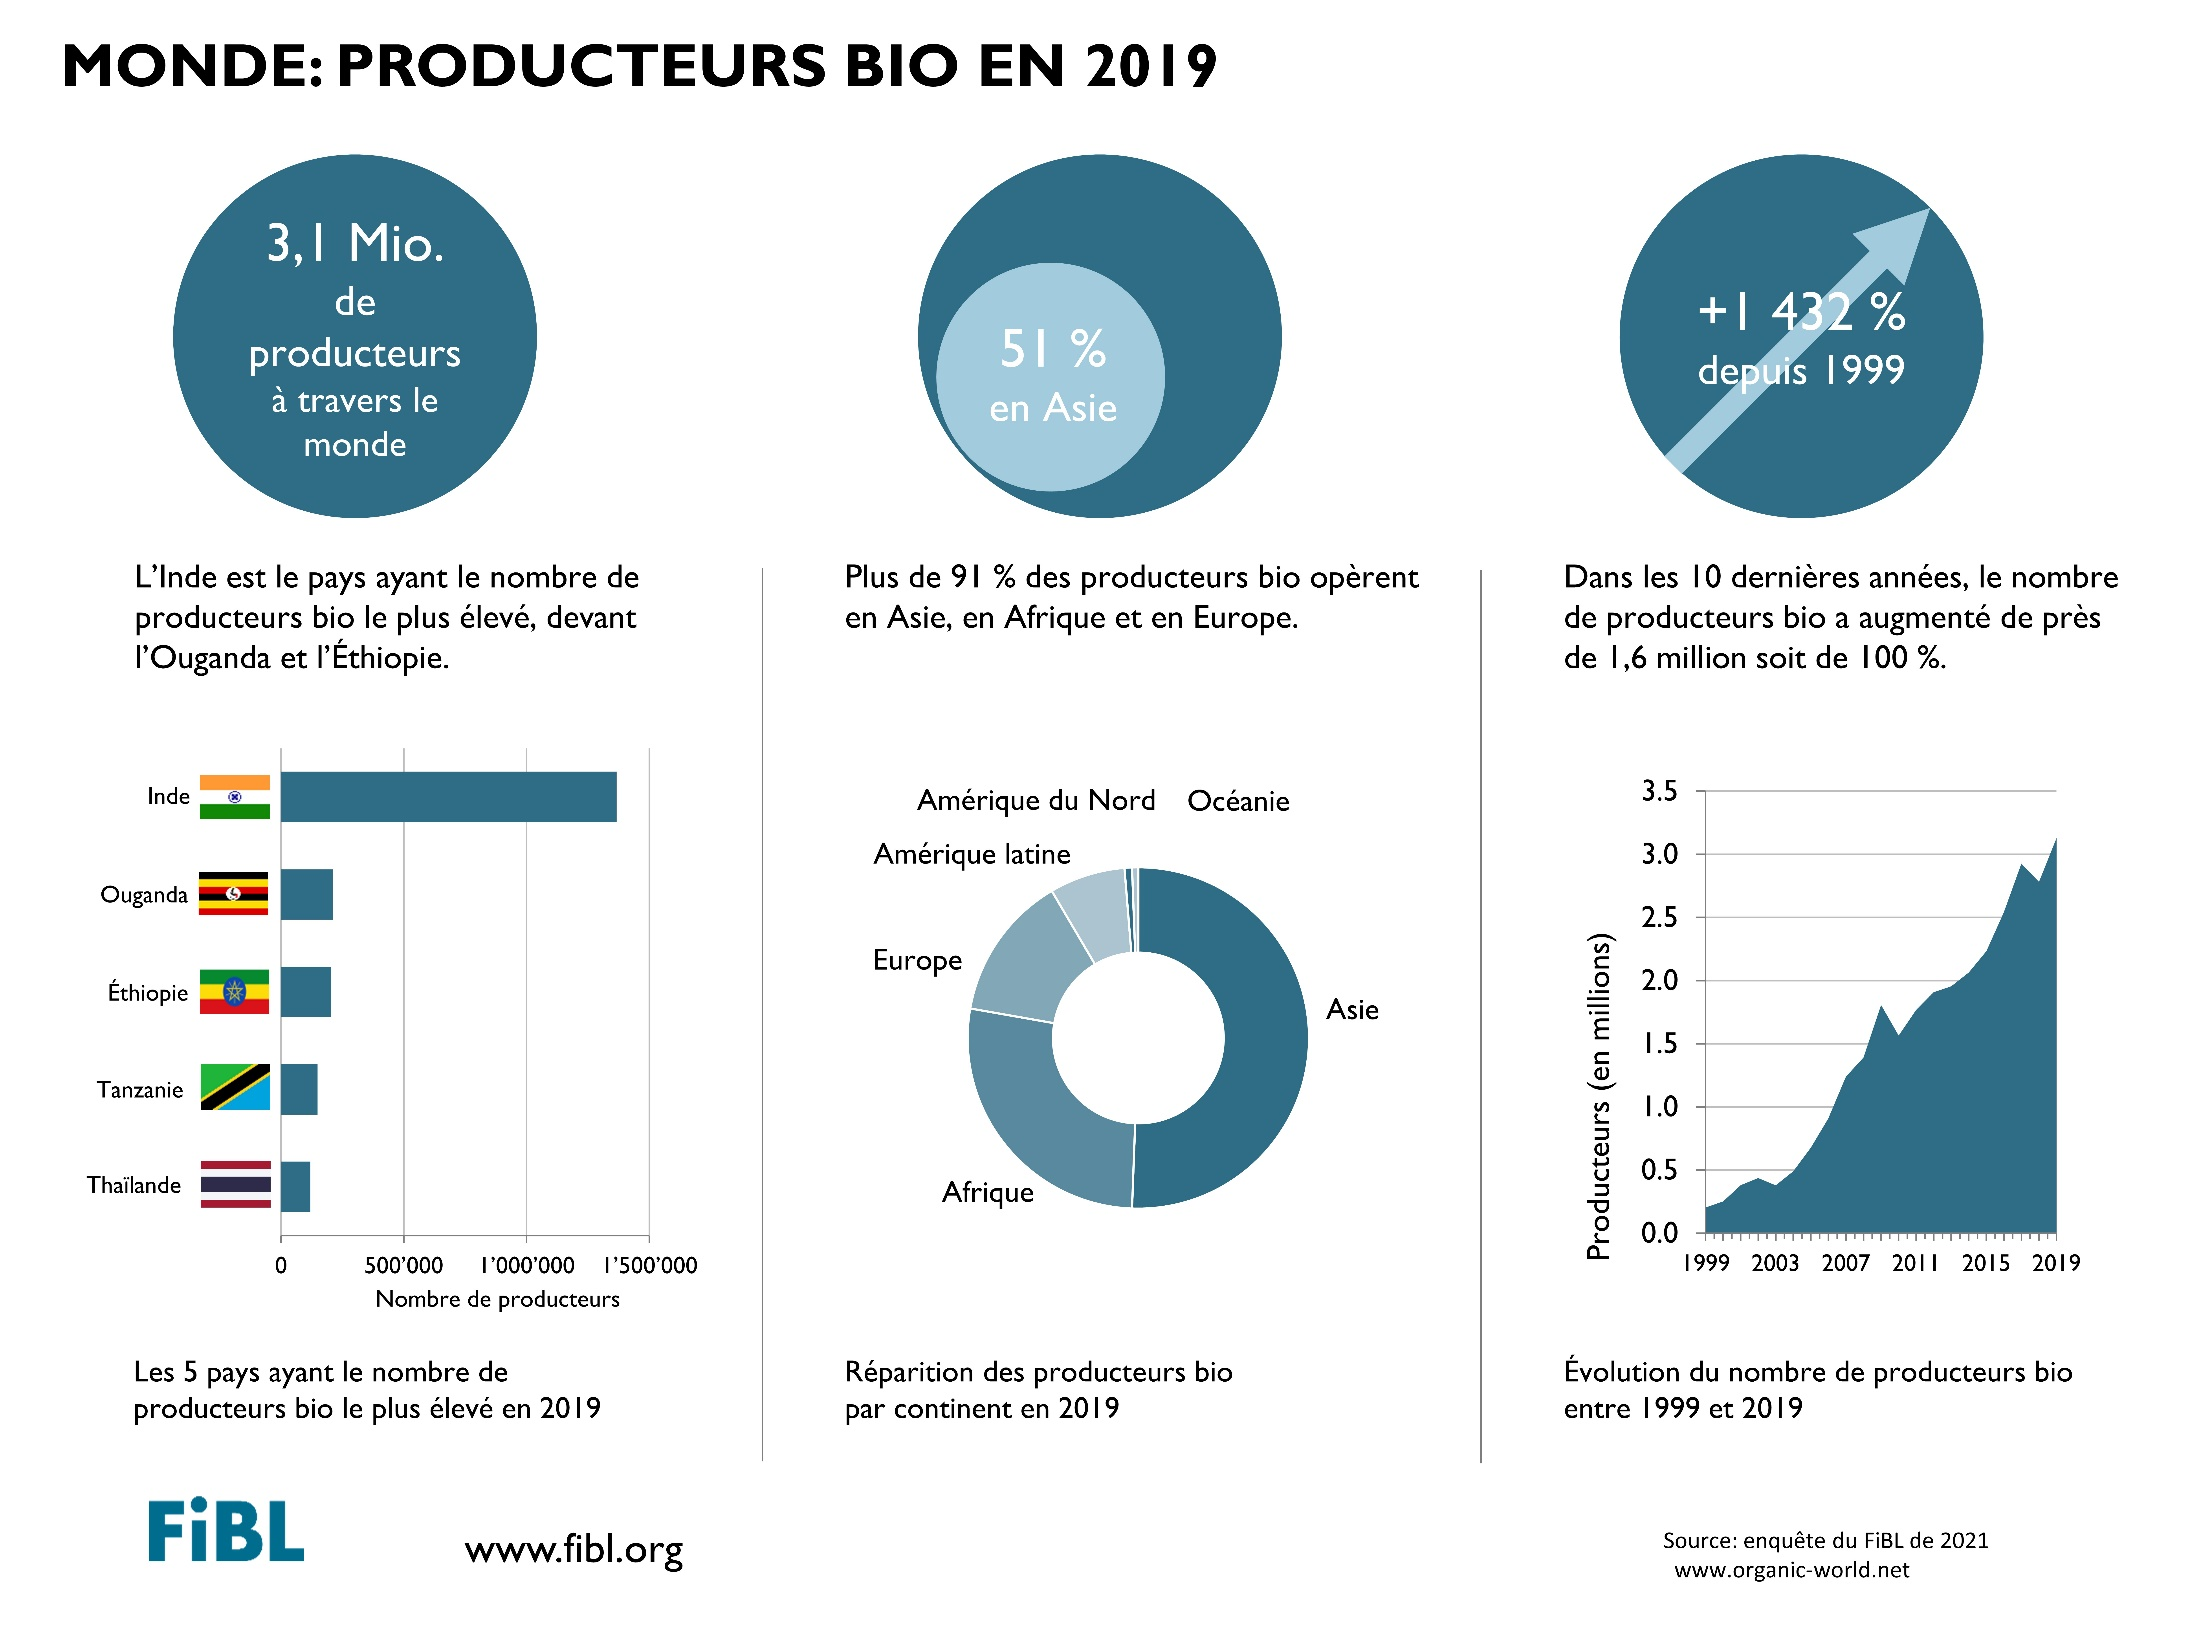 MONDE: PRODUCTEURS BIO EN 2019
3,1 Mio.
de
producteurs
à travers le
monde
51 %
en Asie
+1 432 %
depuis 1999
L’Inde est le pays ayant le nombre de
producteurs bio le plus élevé, devant
l’Ouganda et l’Éthiopie.
Plus de 91 % des producteurs bio opèrent
en Asie, en Afrique et en Europe.
Dans les 10 dernières années, le nombre
de producteurs bio a augmenté de près
de 1,6 million soit de 100 %.
Inde
Ouganda
Éthiopie
Tanzanie
Thaïlande
0 500’000 1’000’000 1’500’000
Nombre de producteurs
Amérique du Nord Océanie
Amérique latine
Europe
Asie
Afrique
Producteurs (en millions)
3.5
3.0
2.5
2.0
1.5
1.0
0.5
0.0
1999 2003 2007 2011 2015 2019
Les 5 pays ayant le nombre de
producteurs bio le plus élevé en 2019
Réparition des producteurs bio
par continent en 2019
Évolution du nombre de producteurs bio
entre 1999 et 2019
FiBL
www.fibl.org
Source: enquête du FiBL de 2021
www.organic-world.net